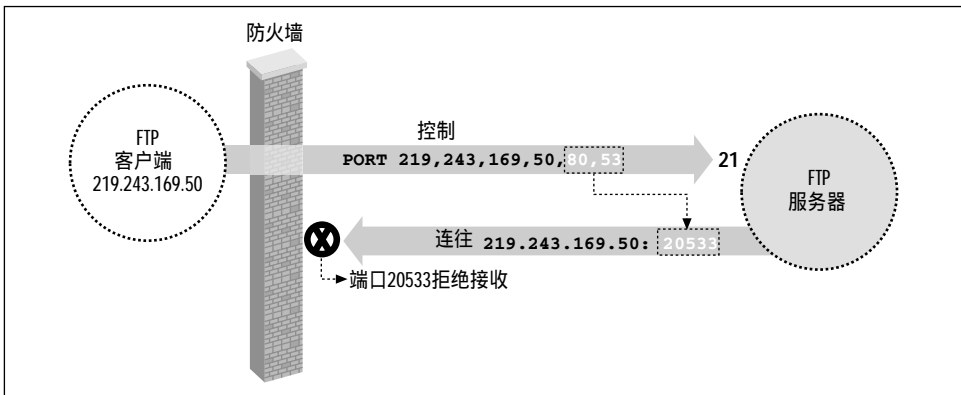 防火墙
FTP
客户端
219.243.169.50
控制
PORT 219,243,169,50,80,53
21
FTP
服务器
连往 219.243.169.50: 20533
端口20533拒绝接收